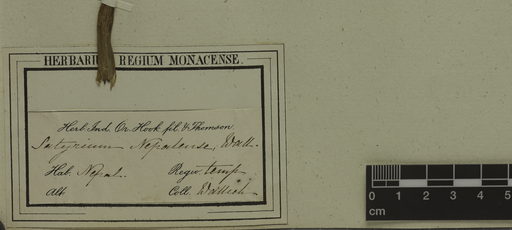 HERBARIUM REGIUM MONACENSE.
Herb. Ind. Or. Hook fil. & Thomson.
Satyrium Nepalense, Wall.
Hab. Nepal. Regio temp.
Alt. Coll. Wallich
0 1 2 3 4 5
cm